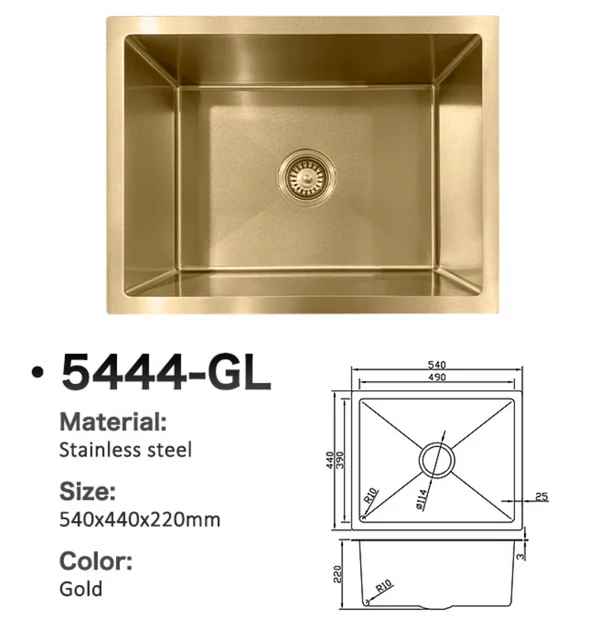 • 5444-GL
Material:
Stainless steel
Size:
540x440x220mm
Color:
Gold
540
490
440
390
R10
ø114
25
220
3
R10